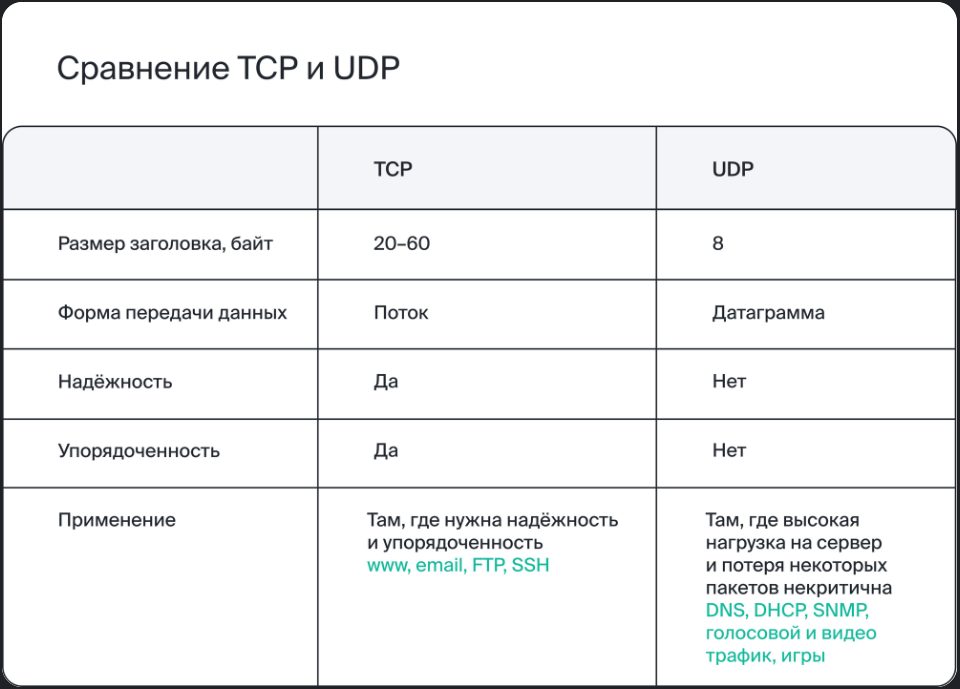 Сравнение TCP и UDP
TCP
UDP
Размер заголовка, байт
20–60
8
Форма передачи данных
Поток
Датаграмма
Надёжность
Да
Нет
Упорядоченность
Да
Нет
Применение
Там, где нужна надёжность
и упорядоченность
www, email, FTP, SSH
Там, где высокая
нагрузка на сервер
и потеря некоторых
пакетов некритична
DNS, DHCP, SNMP,
голосовой и видео
трафик, игры